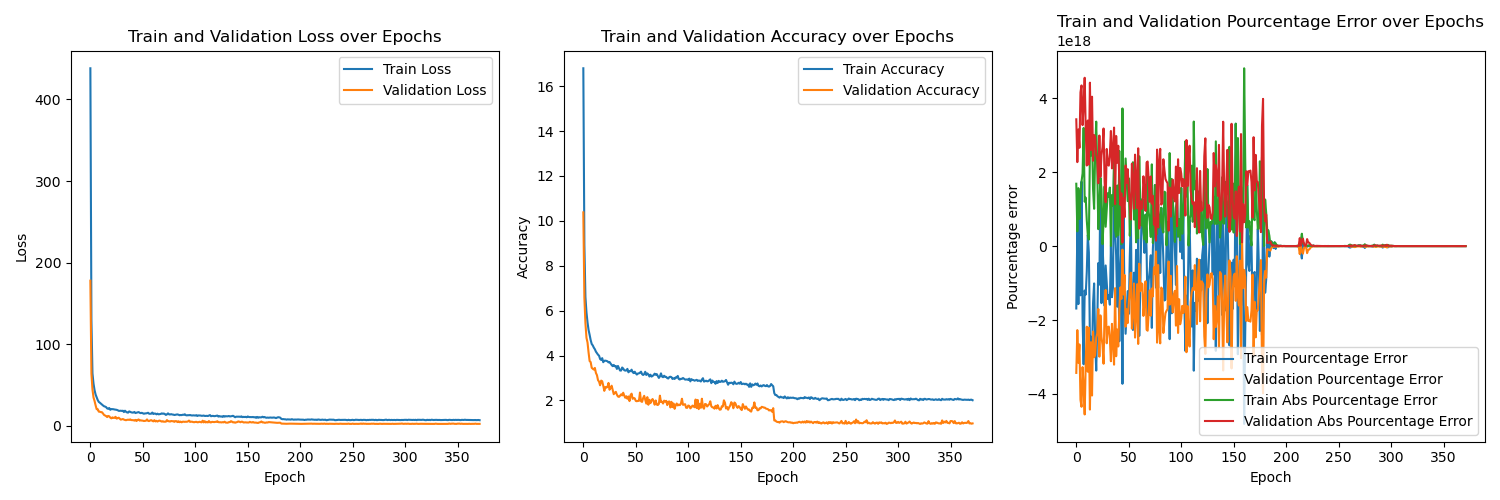 Train and Validation Loss over Epochs
Loss
400
300
200
100
0
0 50 100 150 200 250 300 350
Epoch
Train Loss
Validation Loss
Train and Validation Accuracy over Epochs
Accuracy
16
14
12
10
8
6
4
2
0 50 100 150 200 250 300 350
Epoch
Train Accuracy
Validation Accuracy
Train and Validation Pourcentage Error over Epochs
1e18
Pourcentage error
4
2
0
−2
−4
0 50 100 150 200 250 300 350
Epoch
Train Pourcentage Error
Validation Pourcentage Error
Train Abs Pourcentage Error
Validation Abs Pourcentage Error